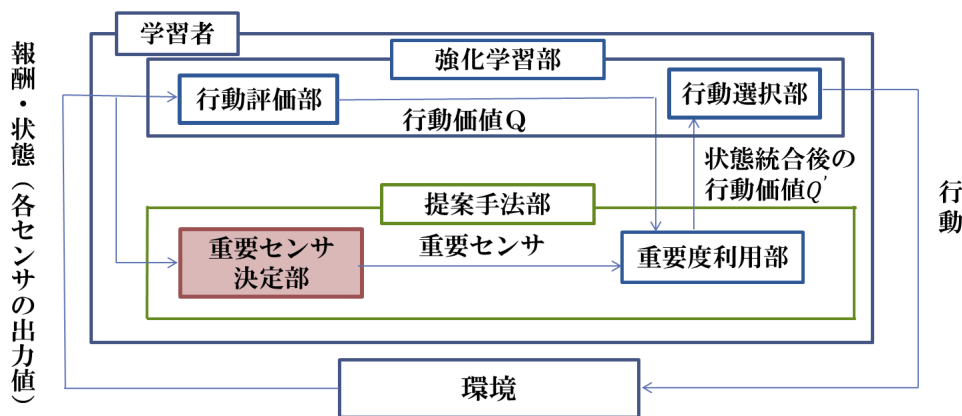 学習者
強化学習部
行動評価部
行動選択部
行動価値Q
状態統合後の
行動価値Q'
提案手法部
重要センサ
決定部
重要センサ
重要度利用部
環境
報酬・状態(各センサの出力値)
行動